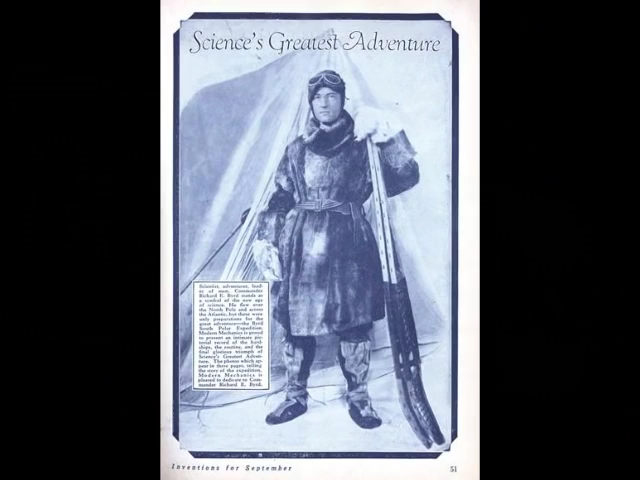 Science's Greatest Adventure
Scientist, adventurer, lead-
er of men, Commander
Richard E. Byrd stands as
a symbol of the new age
of science. He flew over
the North Pole and across
the Atlantic, but these were
only preparations for the
great adventure—the Byrd
South Polar Expedition.
Modern Mechanics is proud
to present an intimate pic-
torial record of the hard-
ships, the routine, and the
final glorious triumph of
Science's Greatest Adven-
ture. The photos which ap-
pear in these pages, telling
the story of the expedition,
Modern Mechanics is
pleased to dedicate to Com-
mander Richard E. Byrd.
Inventions for September
51